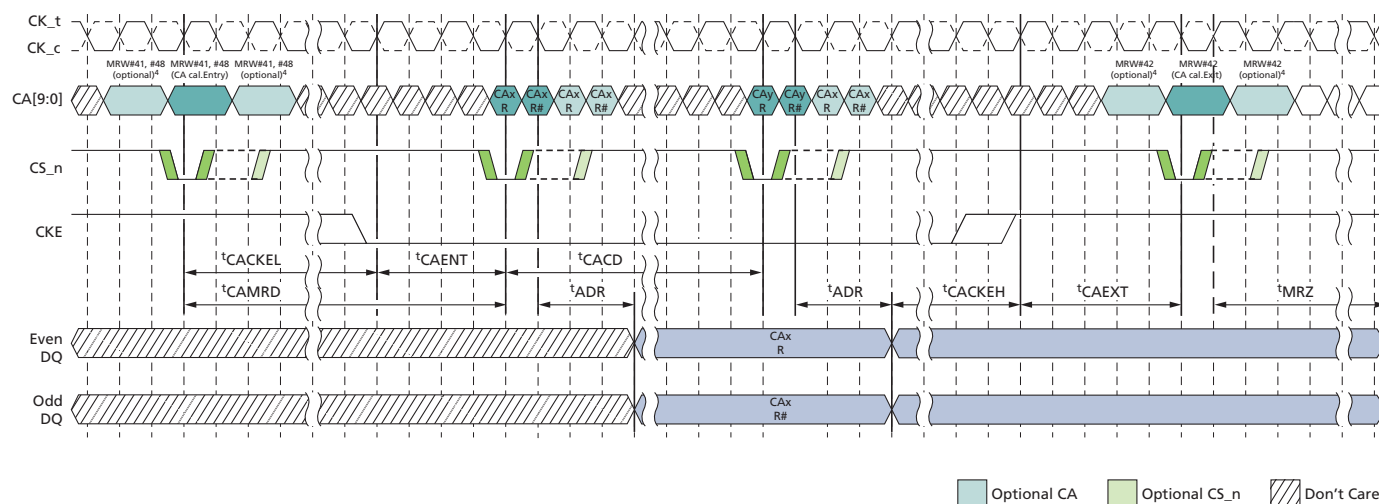 CK_t
CK_c
MRW#41, #48 (optional)4
MRW#41, #48 (CA cal.Entry)
MRW#41, #48 (optional)4
MRW#42 (optional)4
MRW#42 (CA cal.Exit)
MRW#42 (optional)4
CA[9:0]
CAx R
CAx R#
CAx R
CAx R#
CAy R
CAy R#
CAx R
CAx R#
CS_n
CKE
tCACKEL
tCAENT
tCACD
tCAMRD
tADR
tADR
tCACKEH
tCAEXT
tMRZ
Even DQ
CAx R
Odd DQ
CAx R#
Optional CA
Optional CS_n
Don't Care